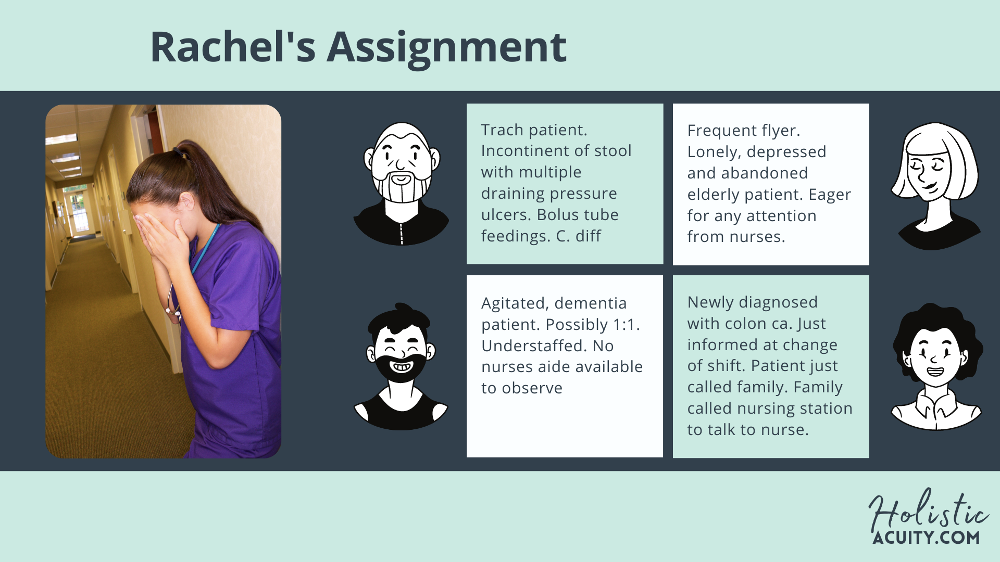 Rachel's Assignment
Trach patient.
Incontinent of stool
with multiple
draining pressure
ulcers. Bolus tube
feedings. C. diff
Frequent flyer.
Lonely, depressed
and abandoned
elderly patient. Eager
for any attention
from nurses.
Agitated, dementia
patient. Possibly 1:1.
Understaffed. No
nurses aide available
to observe
Newly diagnosed
with colon ca. Just
informed at change
of shift. Patient just
called family. Family
called nursing station
to talk to nurse.
Holistic
ACUITY.COM